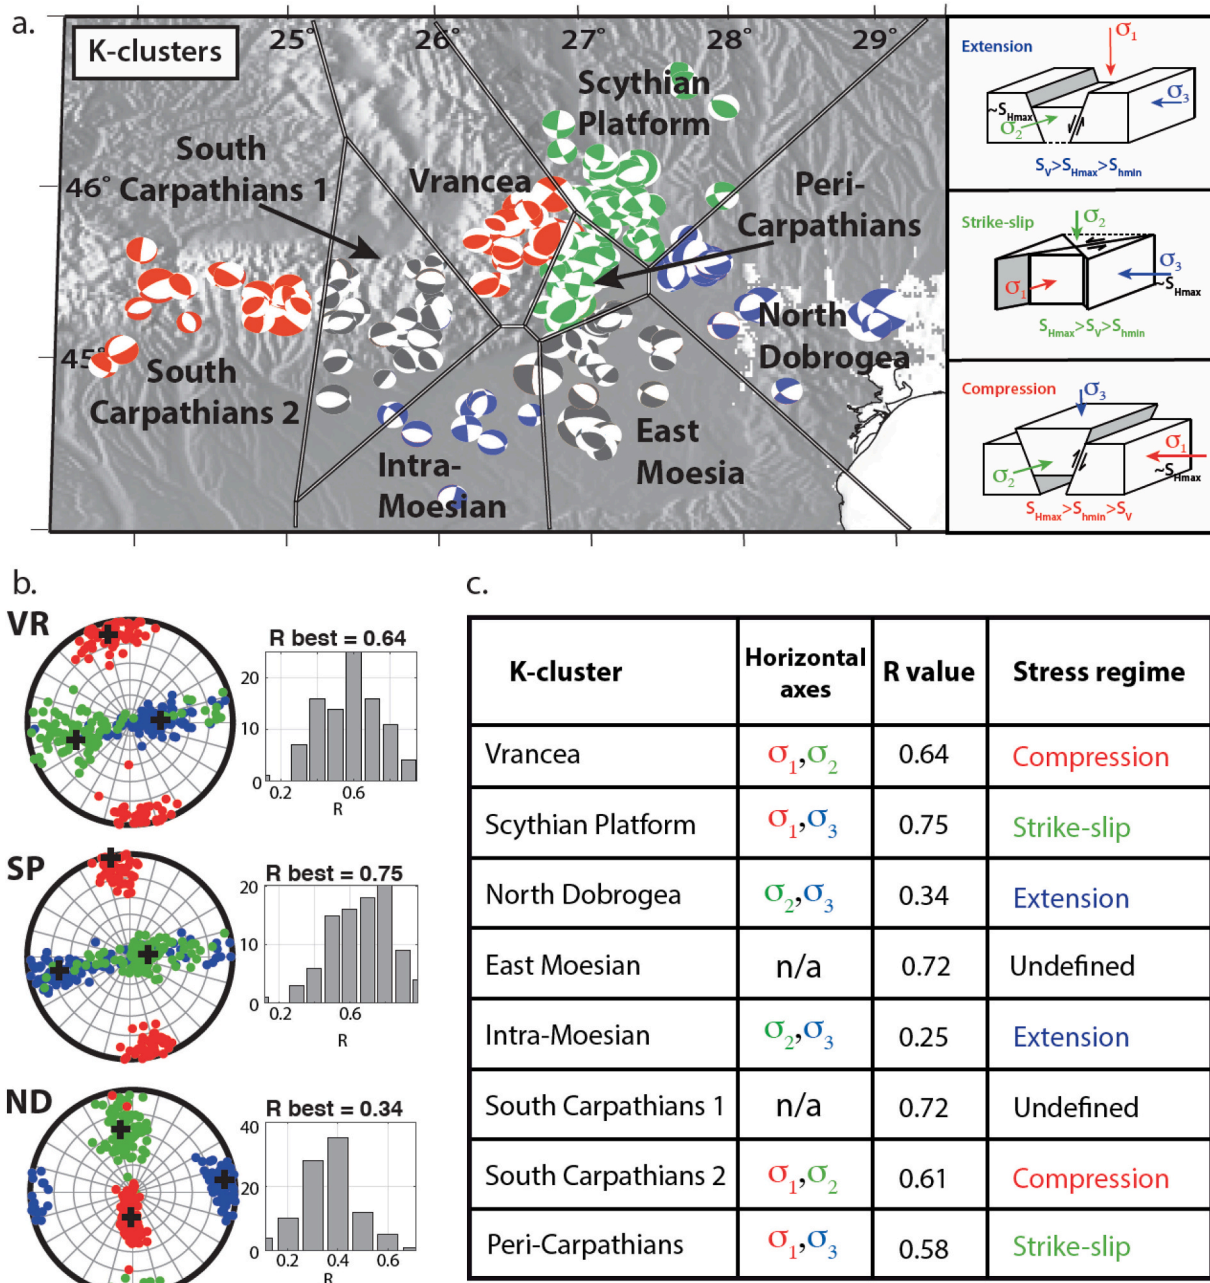 a.
K-clusters
25°
26°
27°
28°
29°
46°
45°
South
Carpathians 1
Vrancea
Scythian
Platform
Peri-
Carpathians
South
Carpathians 2
North
Dobrogea
Intra-
Moesian
East
Moesia
24
25
26
27
28
29
Extension
σ1
σ3
~SHmax
σ2
SV>SHmax>Shmin
Strike-slip
σ2
σ3
~SHmax
σ1
SHmax>SV>Shmin
Compression
σ3
σ1
~SHmax
σ2
SHmax>Shmin>SV
b.
VR
R best = 0.64
20
10
0
0.2 0.6
R
SP
R best = 0.75
20
10
0
0.2 0.6
R
ND
R best = 0.34
40
20
0
0.2 0.4 0.6
R
c.
K-cluster Horizontal axes R value Stress regime
Vrancea σ1,σ2 0.64 Compression
Scythian Platform σ1,σ3 0.75 Strike-slip
North Dobrogea σ2,σ3 0.34 Extension
East Moesian n/a 0.72 Undefined
Intra-Moesian σ2,σ3 0.25 Extension
South Carpathians 1 n/a 0.72 Undefined
South Carpathians 2 σ1,σ2 0.61 Compression
Peri-Carpathians σ1,σ3 0.58 Strike-slip